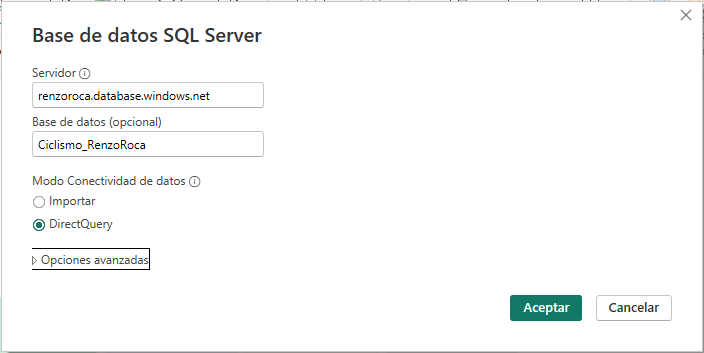 Base de datos SQL Server
Servidor
renzoroca.database.windows.net
Base de datos (opcional)
Ciclismo_RenzoRoca
Modo Conectividad de datos
Importar
DirectQuery
Opciones avanzadas
Aceptar Cancelar